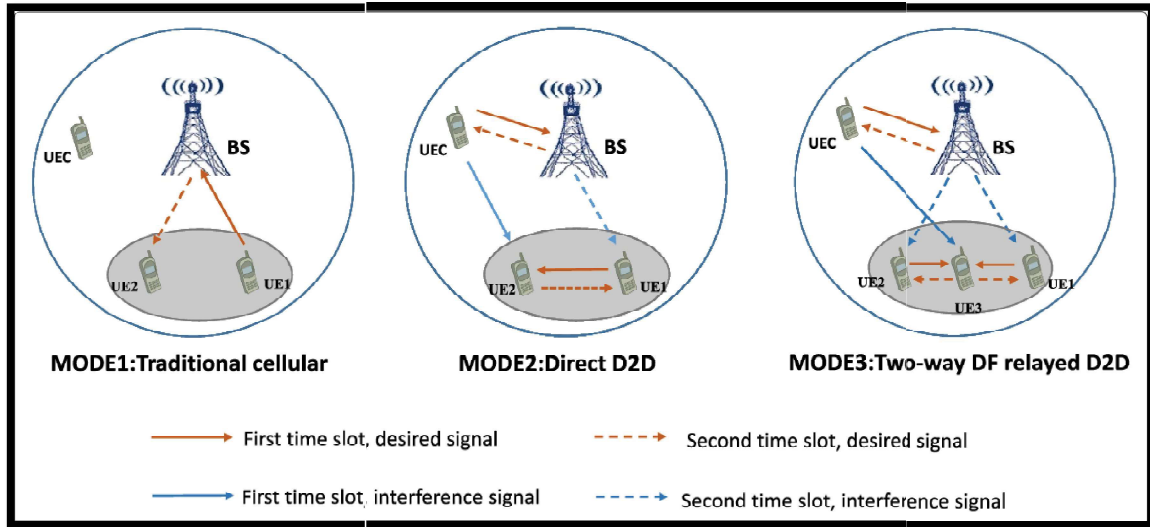 UEC
BS
UE2
UE1
MODE1:Traditional cellular
UEC
BS
UE2
UE1
MODE2:Direct D2D
UEC
BS
UE2
UE3
UE1
MODE3:Two-way DF relayed D2D
First time slot, desired signal
Second time slot, desired signal
First time slot, interference signal
Second time slot, interference signal